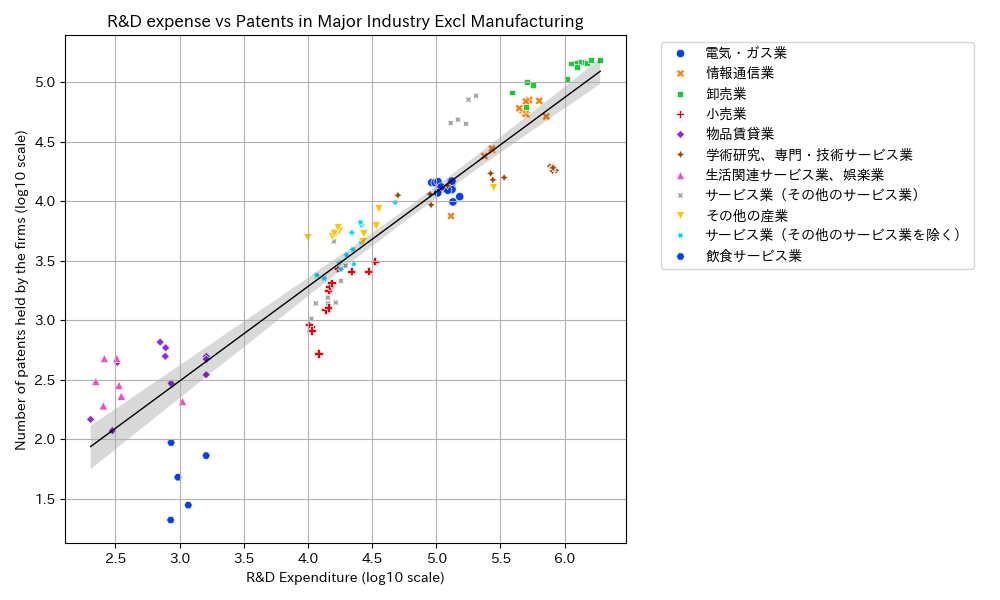 R&D expense vs Patents in Major Industry Excl Manufacturing
Number of patents held by the firms (log10 scale)
5.0
4.5
4.0
3.5
3.0
2.5
2.0
1.5
2.5
3.0
4.0
4.5
5.0
5.5
6.0
R&D Expenditure (log10 scale)
電気・ガス業
情報通信業
卸売業
小売業
物品賃貸業
学術研究、専門・技術サービス業
生活関連サービス業、娯楽業
サービス業（その他のサービス業）
その他の産業
サービス業（その他のサービス業を除く）
飲食サービス業